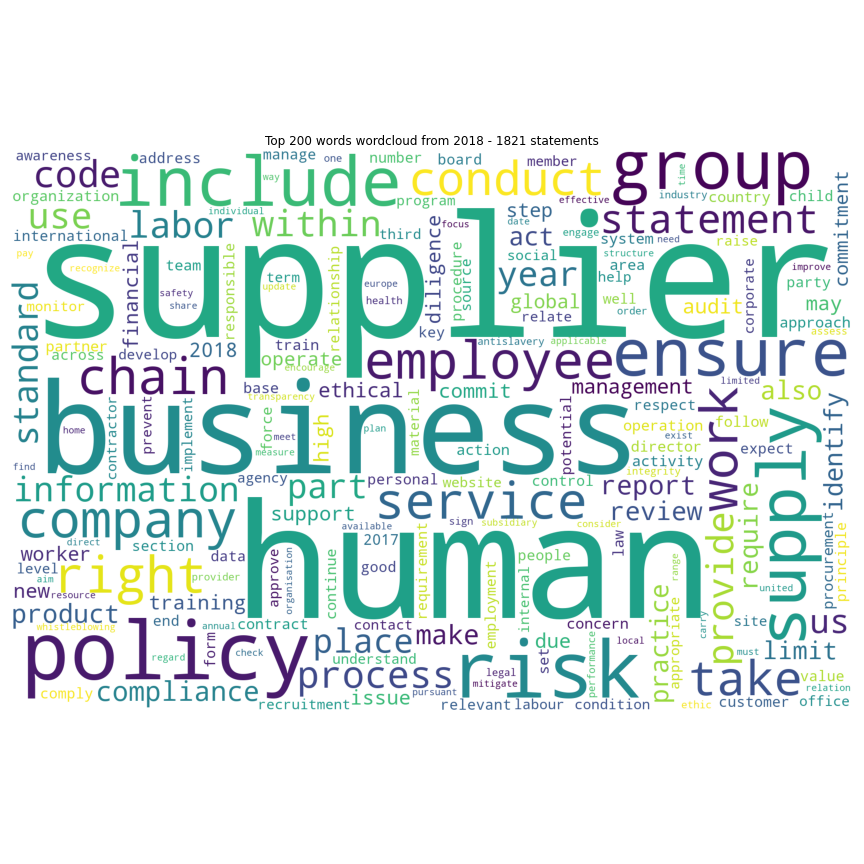 Top 200 words wordcloud from 2018 - 1821 statements
awareness address manage one number board member effective industry time country child commitment
code include way conduct group
organization program
use labor individual within third diligence focus step date statement
international act engage system need raise
pay recognize financial team term responsible relationship procedure source social structure area corporate party improve
supplier
monitor safety share update europe health key year global relate help well order audit may approach
standard partner across develop 2018 train operate encourage antislavery applicable assess
chain employee ensure
base transparency ethical commit management limited also
business
home contractor prevent implement force meet measure high plan material action potential respect operation director exist activity integrity follow expect work supply identify
find
information agency part personal website control report
company service support available sign subsidiary consider review provide require procurement principle
direct section data 2017 good human requirement law
worker level aim right provider approve organisation continue people internal range united
new resource training employment practice appropriate
product end contract annual contact make concern carry site must us
whistleblowing place due local limit
policy regard form check understand process legal mitigate risk set performance take value relation
comply compliance issue pursuant
recruitment relevant labour condition ethic customer office